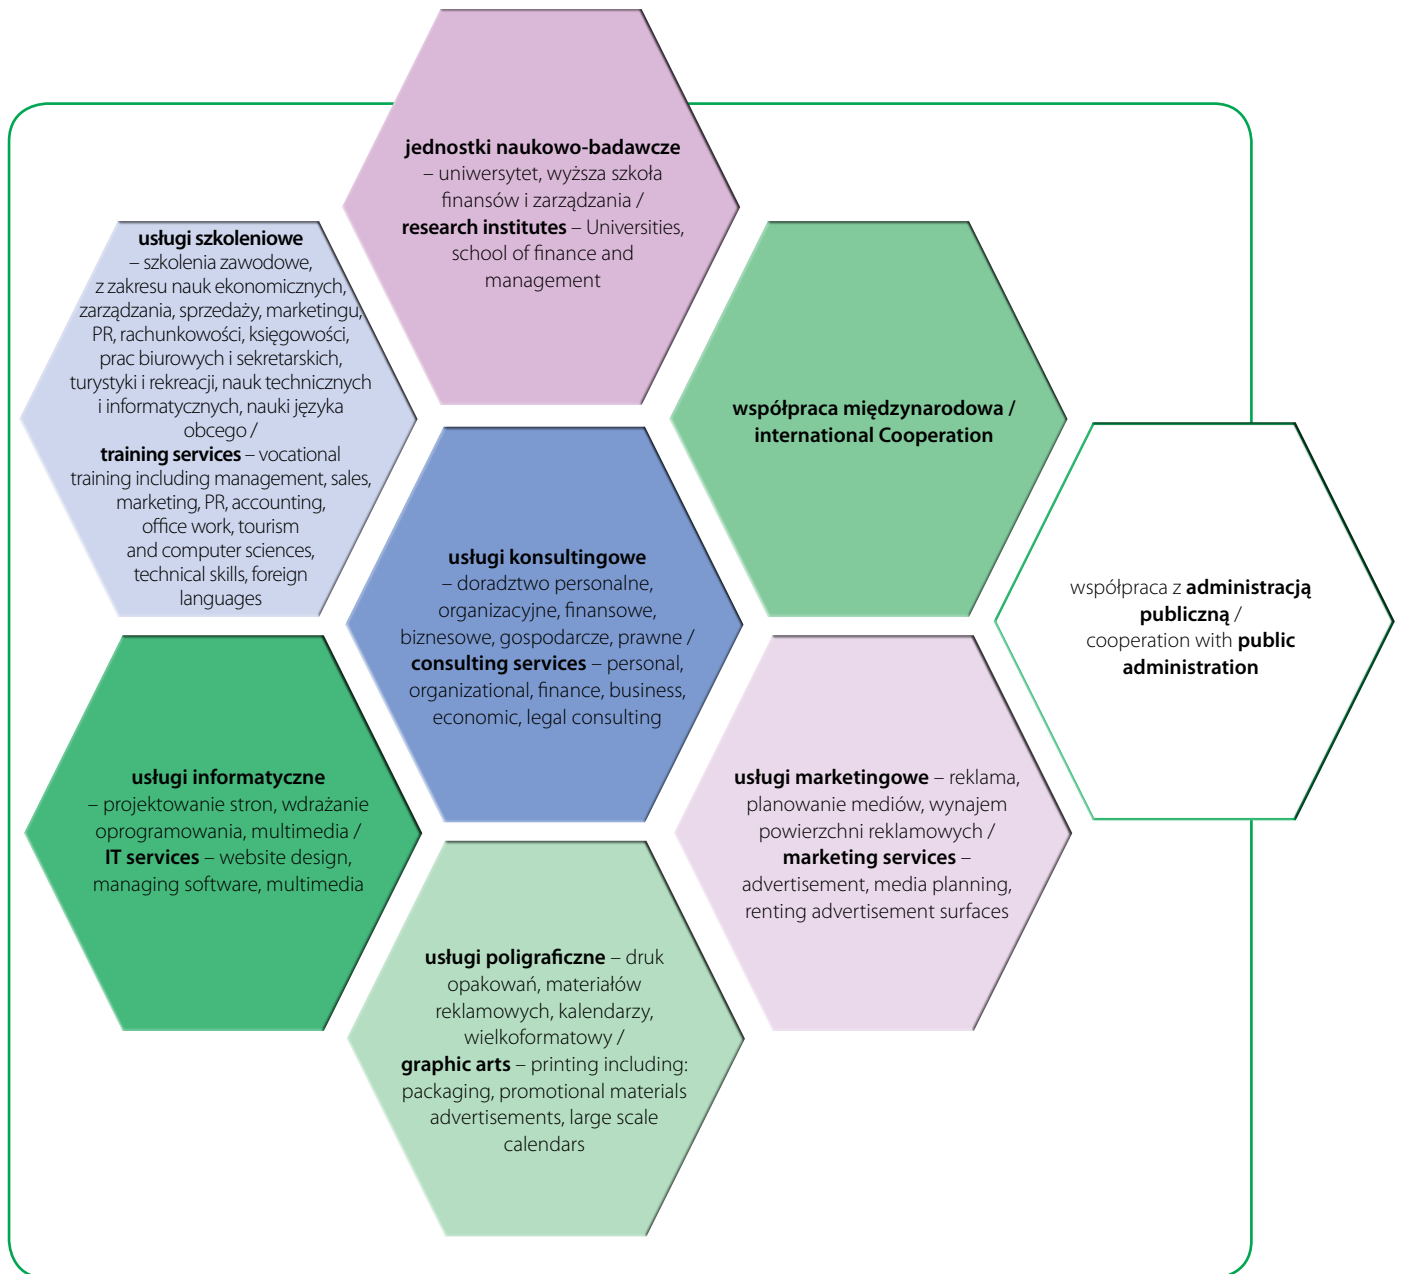 jednostki naukowo-badawcze
– uniwersytet, wyższa szkoła
finansów i zarządzania /
research institutes – Universities,
school of finance and
management
usługi szkoleniowe
– szkolenia zawodowe,
z zakresu nauk ekonomicznych,
zarządzania, sprzedaży, marketingu,
PR, rachunkowości, księgowości,
prac biurowych i sekretarskich,
turystyki i rekreacji, nauk technicznych
i informatycznych, nauki języka
obcego /
training services – vocational
training including management, sales,
marketing, PR, accounting,
office work, tourism
and computer sciences,
technical skills, foreign
languages
współpraca międzynarodowa /
international Cooperation
usługi konsultingowe
– doradztwo personalne,
organizacyjne, finansowe,
biznesowe, gospodarcze, prawne /
consulting services – personal,
organizational, finance, business,
economic, legal consulting
współpraca z administracją
publiczną /
cooperation with public
administration
usługi informatyczne
– projektowanie stron, wdrażanie
oprogramowania, multimedia /
IT services – website design,
managing software, multimedia
usługi marketingowe – reklama,
planowanie mediów, wynajem
powierzchni reklamowych /
marketing services –
advertisement, media planning,
renting advertisement surfaces
usługi poligraficzne – druk
opakowań, materiałów
reklamowych, kalendarzy,
wielkoformatowy /
graphic arts – printing including:
packaging, promotional materials
advertisements, large scale
calendars